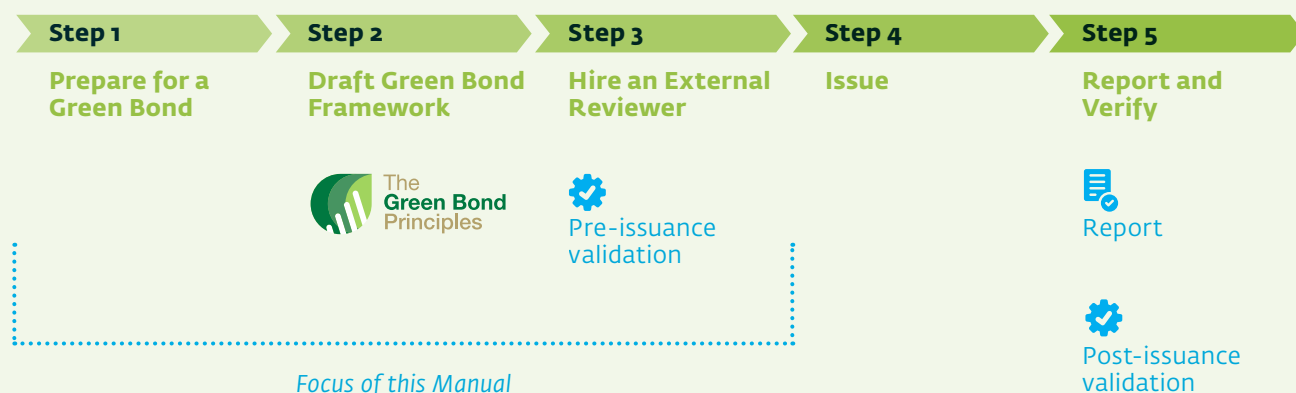 Step 1
Prepare for a
Green Bond
Step 2
Draft Green Bond
Framework
The
Green Bond
Principles
Step 3
Hire an External
Reviewer
Pre-issuance
validation
Step 4
Issue
Step 5
Report and
Verify
Report
Post-issuance
validation
Focus of this Manual